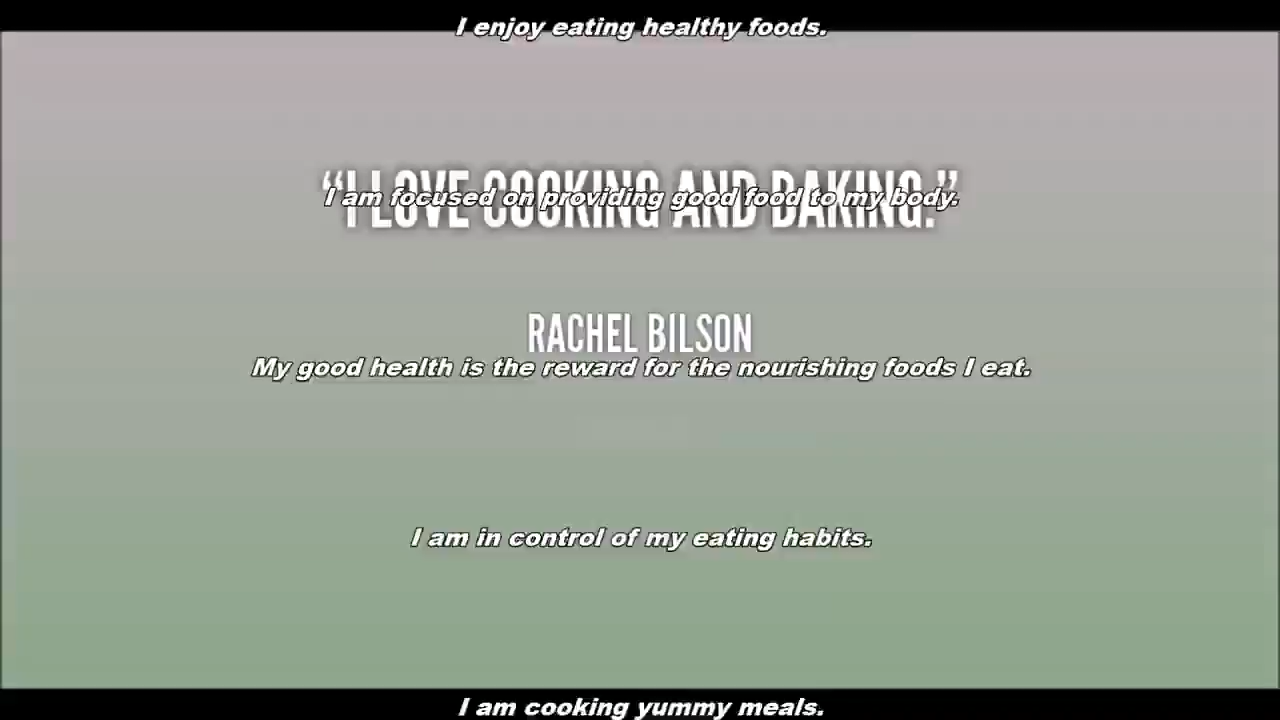 I enjoy eating healthy foods.
“I LOVE COOKING AND BAKING.”
I am focused on providing good food to my body.
RACHEL BILSON
My good health is the reward for the nourishing foods I eat.
I am in control of my eating habits.
I am cooking yummy meals.